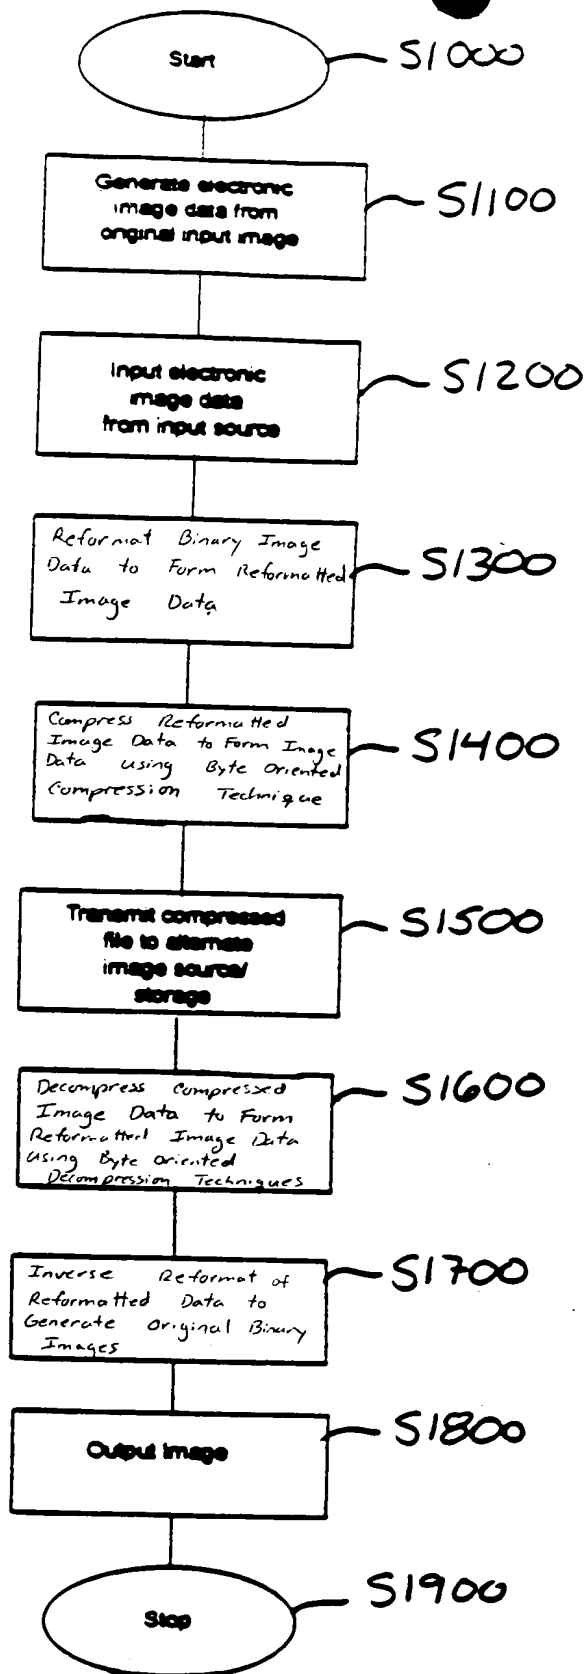 Start
S1000
Generate electronic
image data from
original input image
S1100
Input electronic
image data
from input source
S1200
Reformat Binary Image
Data to Form Reformatted
Image Data
S1300
Compress Reformatted
Image Data to Form Image
Data using Byte Oriented
Compression Technique
S1400
Transmit compressed
file to alternate
image source/
storage
S1500
Decompress Compressed
Image Data to Form
Reformatted Image Data
using Byte Oriented
Decompression Techniques
S1600
Inverse Reformat of
Reformatted Data to
Generate Original Binary
Images
S1700
Output Image
S1800
Stop
S1900